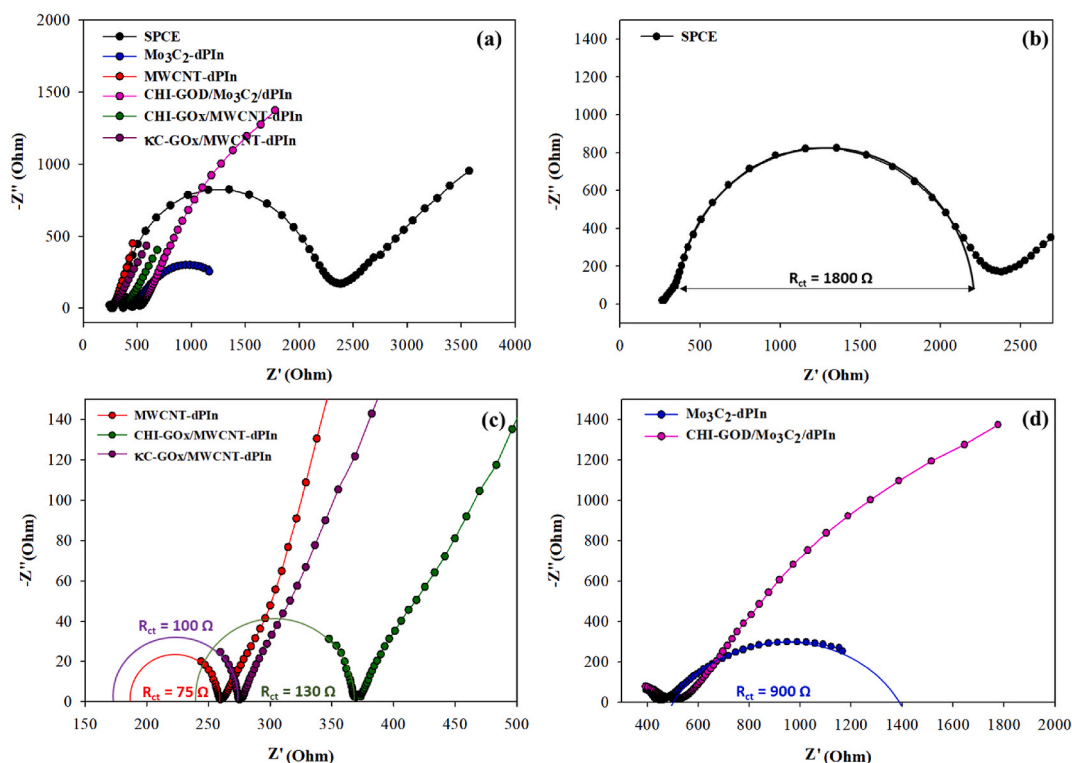 (a)
SPCE
Mo3C2-dPIn
MWCNT-dPIn
CHI-GOD/Mo3C2/dPIn
CHI-GOx/MWCNT-dPIn
κC-GOx/MWCNT-dPIn
-Z" (Ohm)
2000
1500
1000
500
0
0 500 1000 1500 2000 2500 3000 3500 4000
Z' (Ohm)
(b)
SPCE
-Z" (Ohm)
1400
1200
1000
800
600
400
200
0
Rct = 1800 Ω
0 500 1000 1500 2000 2500
Z' (Ohm)
(c)
MWCNT-dPIn
CHI-GOx/MWCNT-dPIn
κC-GOx/MWCNT-dPIn
-Z" (Ohm)
140
120
100
80
60
40
20
0
Rct = 100 Ω
Rct = 75 Ω
Rct = 130 Ω
150 200 250 300 350 400 450 500
Z' (Ohm)
(d)
Mo3C2-dPIn
CHI-GOD/Mo3C2/dPIn
-Z" (Ohm)
1400
1200
1000
800
600
400
200
0
Rct = 900 Ω
400 600 800 1000 1200 1400 1600 1800 2000
Z' (Ohm)